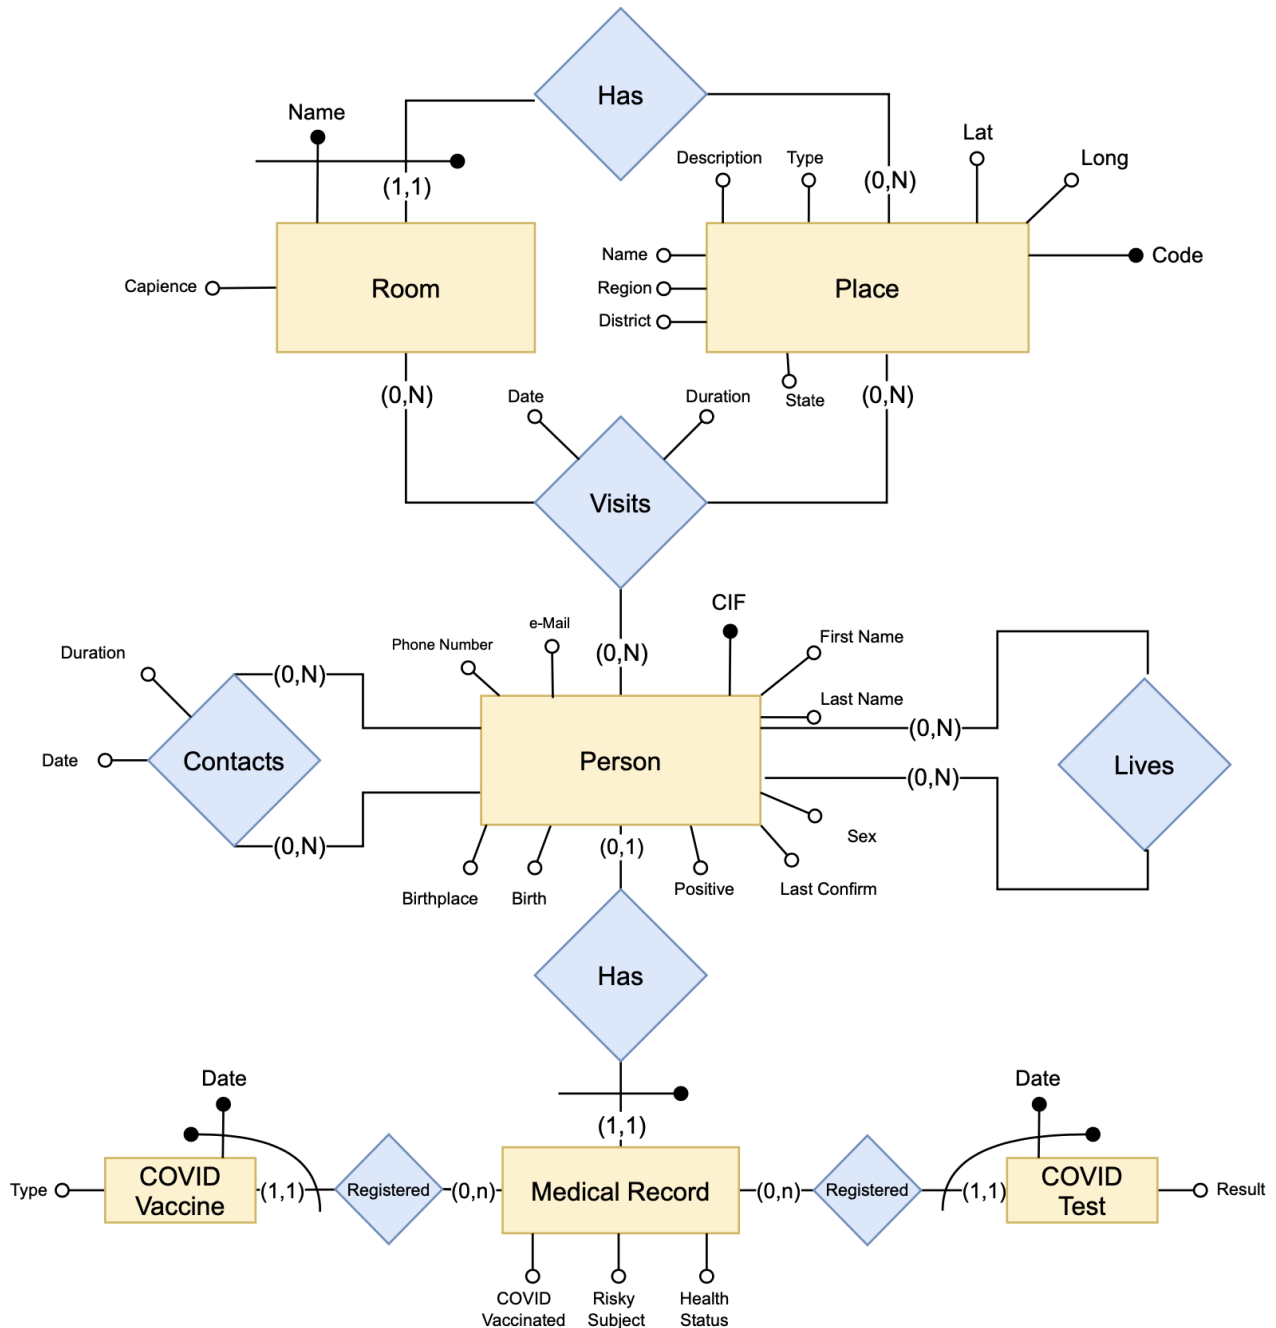 Has
Name
Lat
Description
Type
Long
(1,1)
(0,N)
Name
Code
Capience
Room
Region
Place
District
(0,N)
Date
Duration
State
(0,N)
Visits
CIF
e-Mail
First Name
Phone Number
Duration
(0,N)
(0,N)
Last Name
(0,N)
Date
Contacts
Person
Lives
(0,N)
(0,N)
(0,1)
Sex
Birthplace
Birth
Positive
Last Confirm
Has
Date
Date
(1,1)
Type
COVID
Vaccine
(1,1)
Registered
(0,n)
Medical Record
(0,n)
Registered
(1,1)
COVID
Test
Result
COVID
Vaccinated
Risky
Subject
Health
Status